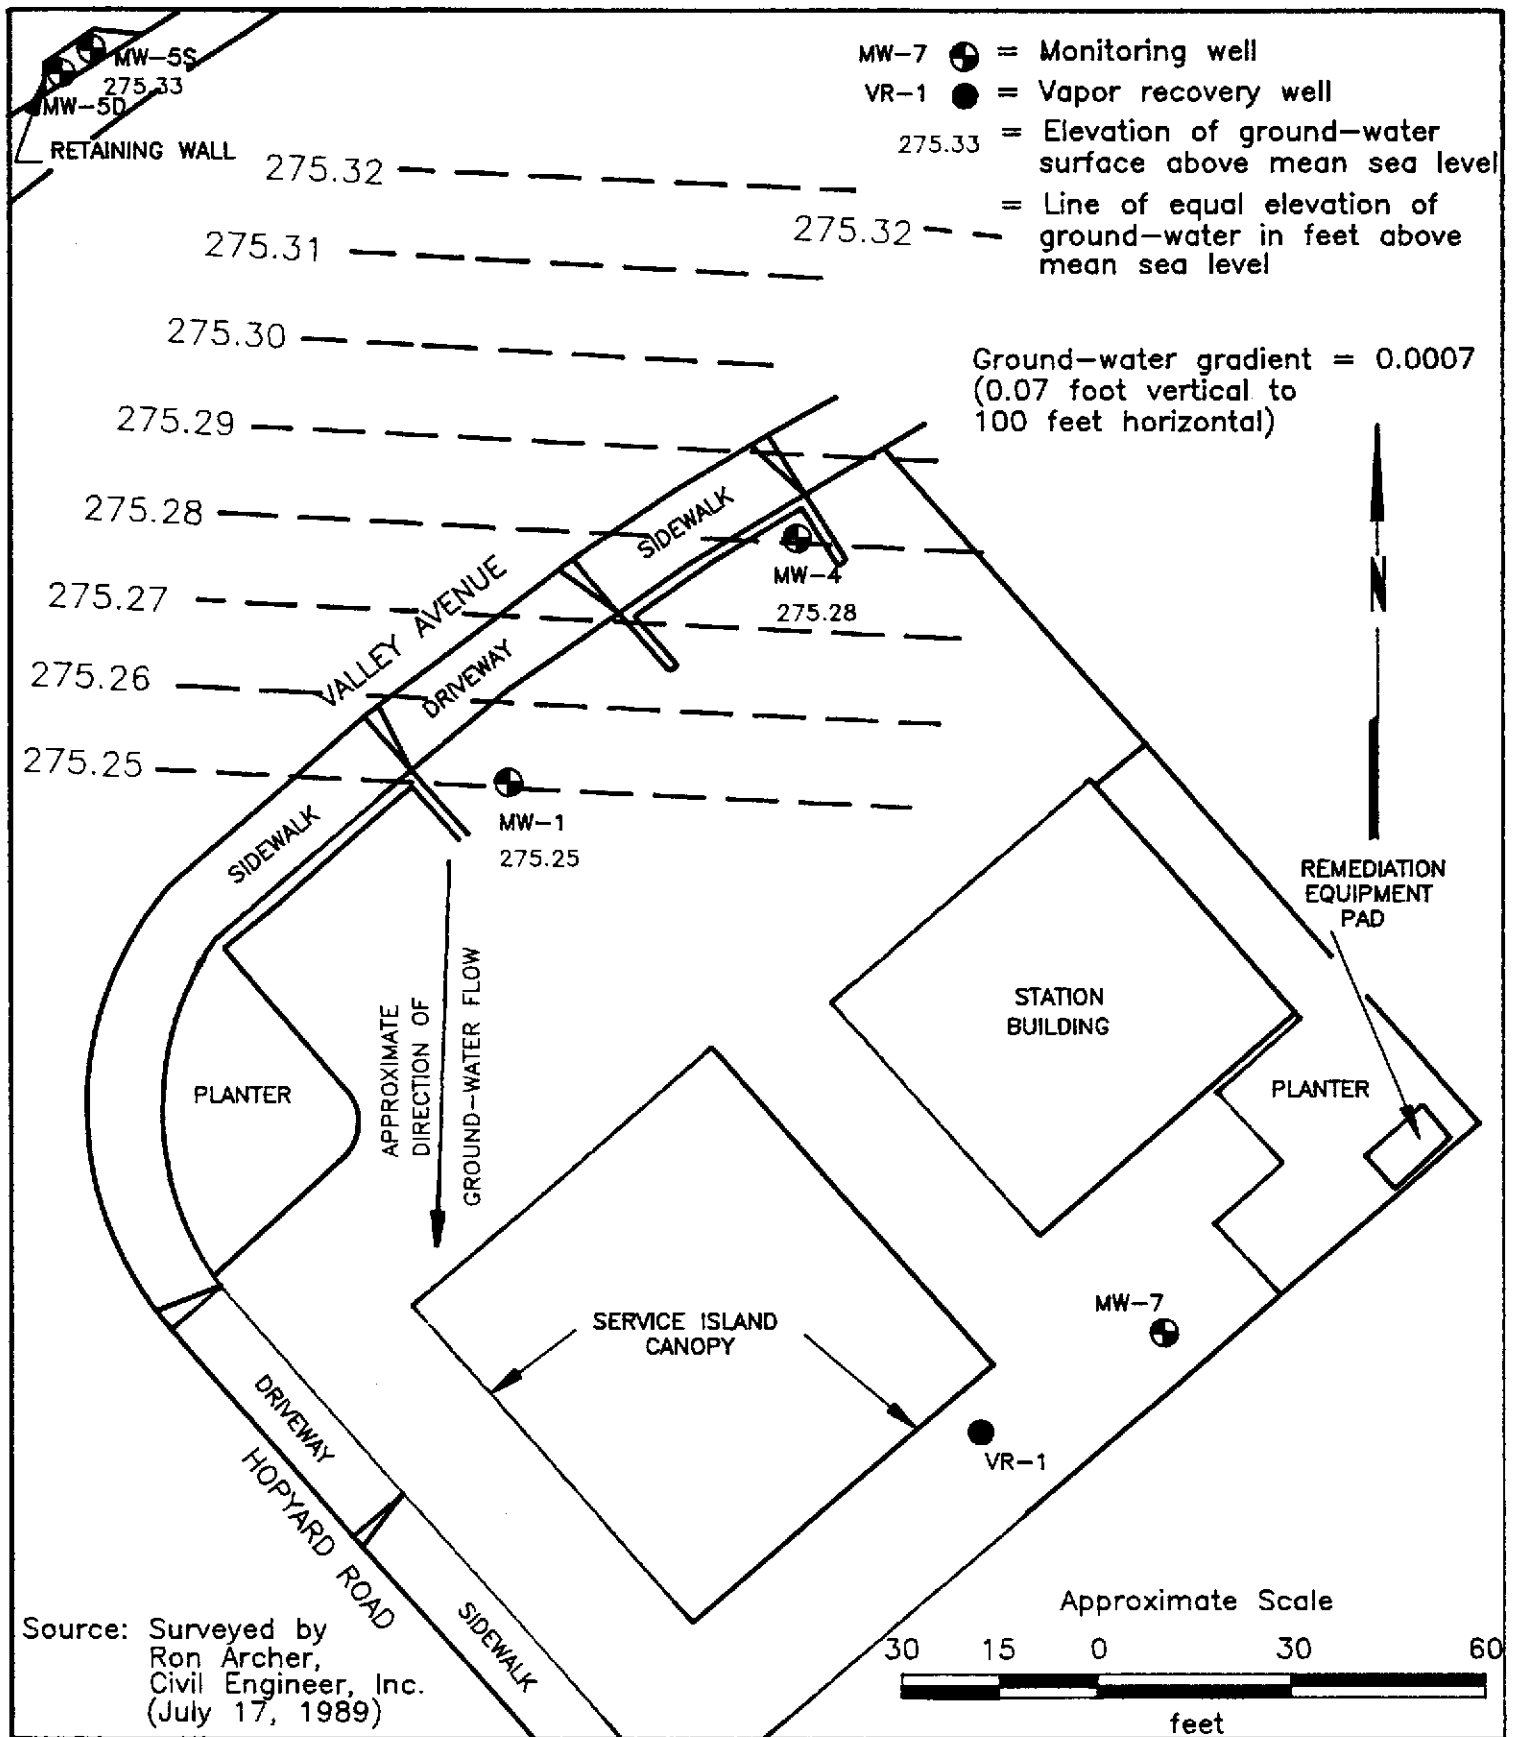 MW-5S
275.33
MW-5D
RETAINING WALL
MW-7 = Monitoring well
VR-1 = Vapor recovery well
275.33 = Elevation of ground-water
surface above mean sea level
275.32 = Line of equal elevation of
ground-water in feet above
mean sea level
275.32
275.31
275.30
275.29
275.28
275.27
275.26
275.25
Ground-water gradient = 0.0007
(0.07 foot vertical to
100 feet horizontal)
N
SIDEWALK
MW-4
275.28
VALLEY AVENUE
DRIVEWAY
MW-1
275.25
SIDEWALK
REMEDIATION
EQUIPMENT
PAD
APPROXIMATE
DIRECTION OF
GROUND-WATER FLOW
STATION
BUILDING
PLANTER
PLANTER
SERVICE ISLAND
CANOPY
MW-7
VR-1
DRIVEWAY
HOPYARD ROAD
SIDEWALK
Source: Surveyed by
Ron Archer,
Civil Engineer, Inc.
(July 17, 1989)
Approximate Scale
30 15 0 30 60
feet